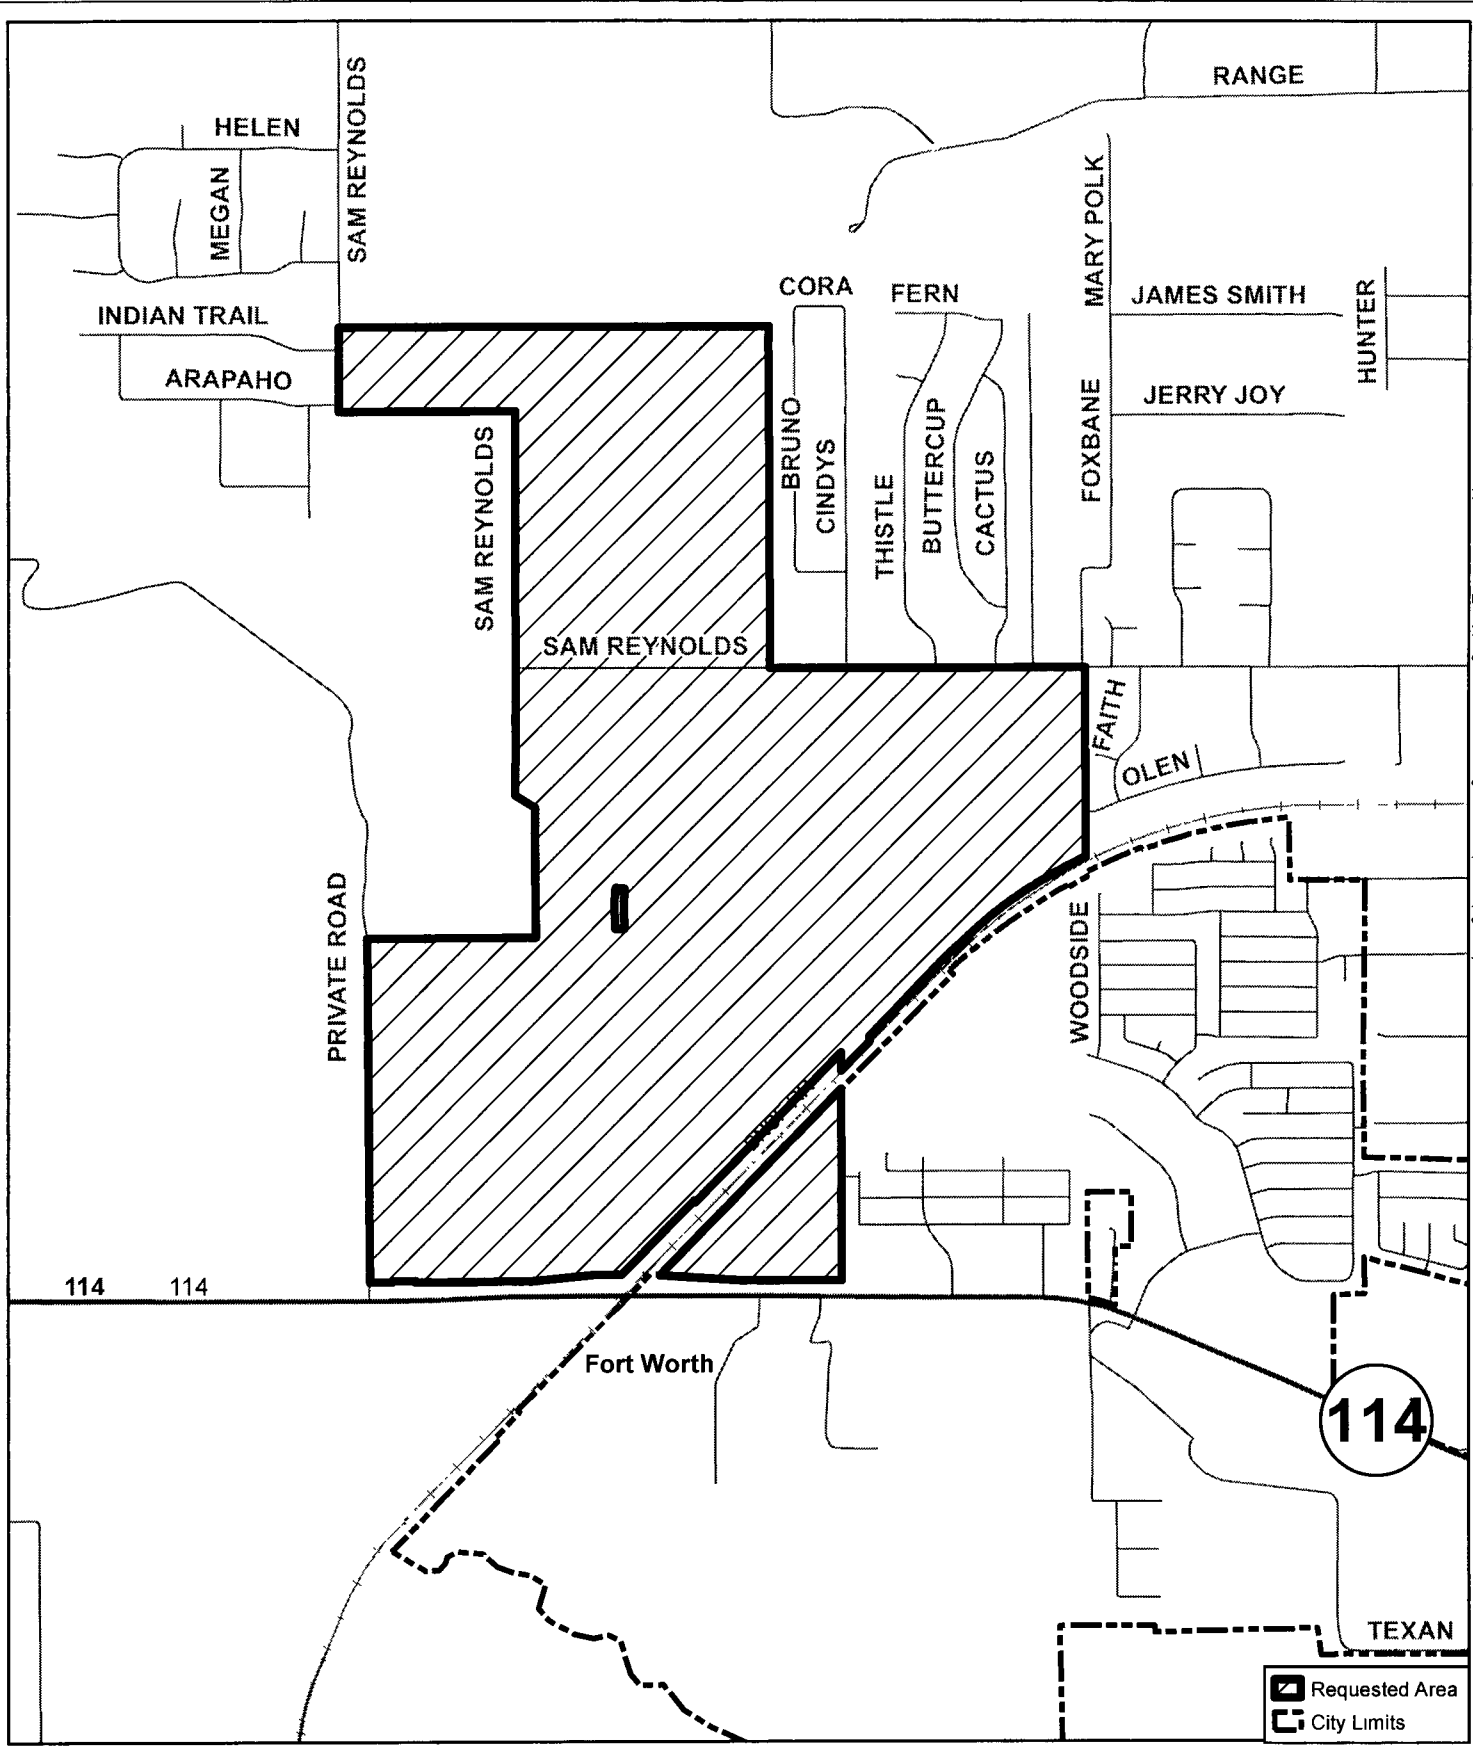 RANGE
HELEN
SAM REYNOLDS
MEGAN
MARY POLK
CORA
FERN
JAMES SMITH
HUNTER
INDIAN TRAIL
ARAPAHO
JERRY JOY
BRUNO
CINDYS
THISTLE
BUTTERCUP
CACTUS
FOXBANE
SAM REYNOLDS
SAM REYNOLDS
FAITH
OLEN
PRIVATE ROAD
WOODSIDE
114
114
Fort Worth
114
TEXAN
Requested Area
City Limits